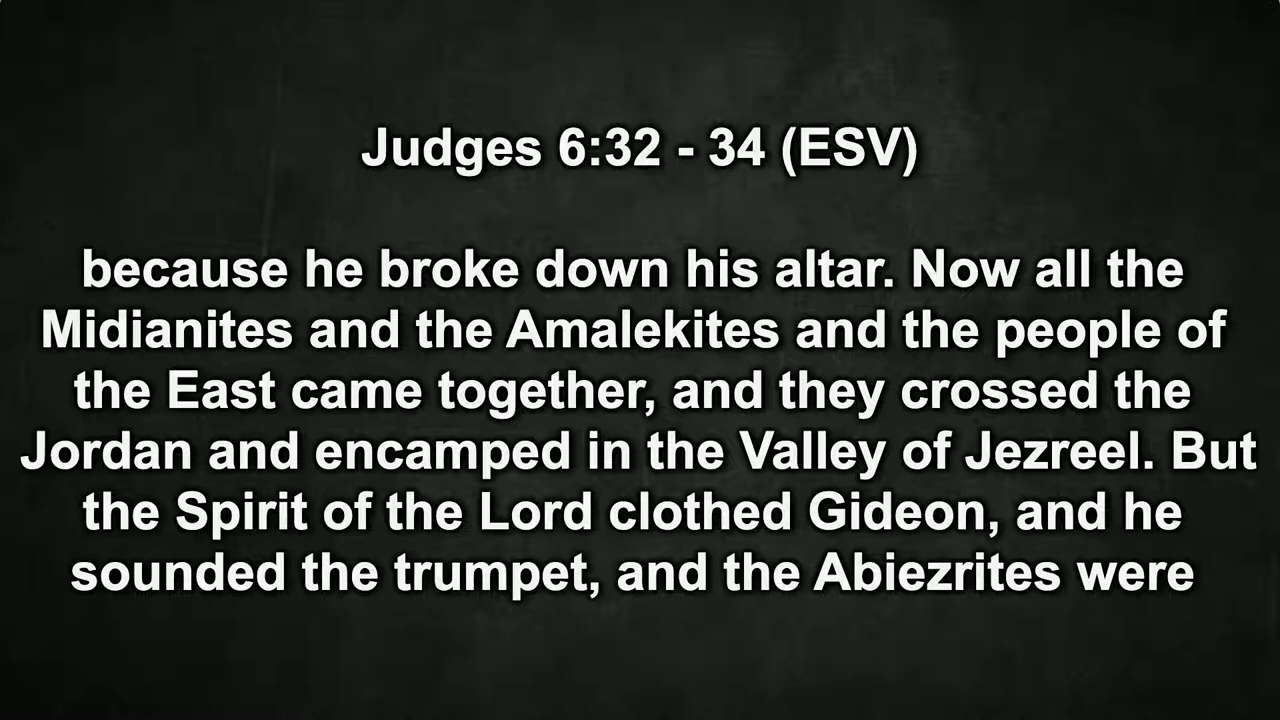 Judges 6:32 - 34 (ESV)
because he broke down his altar. Now all the
Midianites and the Amalekites and the people of
the East came together, and they crossed the
Jordan and encamped in the Valley of Jezreel. But
the Spirit of the Lord clothed Gideon, and he
sounded the trumpet, and the Abiezrites were